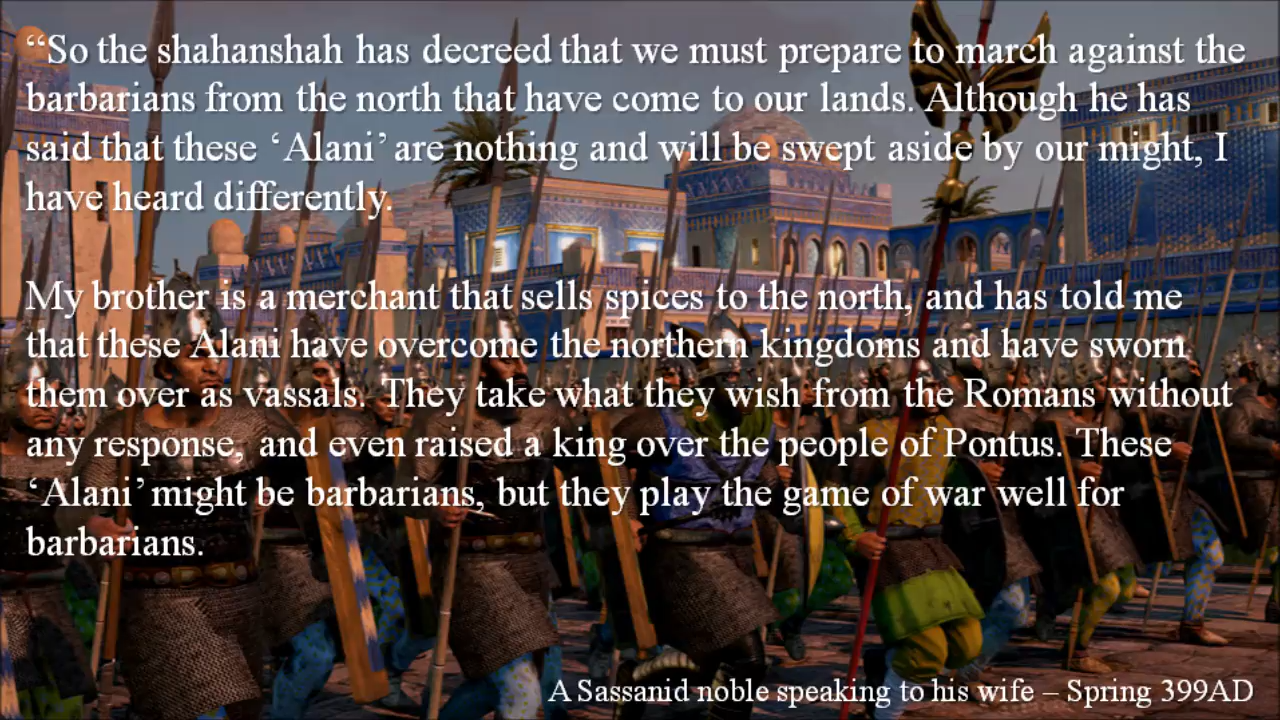 “So the shahanshah has decreed that we must prepare to march against the
barbarians from the north that have come to our lands. Although he has
said that these ‘Alani’ are nothing and will be swept aside by our might, I
have heard differently.
My brother is a merchant that sells spices to the north, and has told me
that these Alani have overcome the northern kingdoms and have sworn
them over as vassals. They take what they wish from the Romans without
any response, and even raised a king over the people of Pontus. These
‘Alani’ might be barbarians, but they play the game of war well for
barbarians.
A Sassanid noble speaking to his wife – Spring 399AD